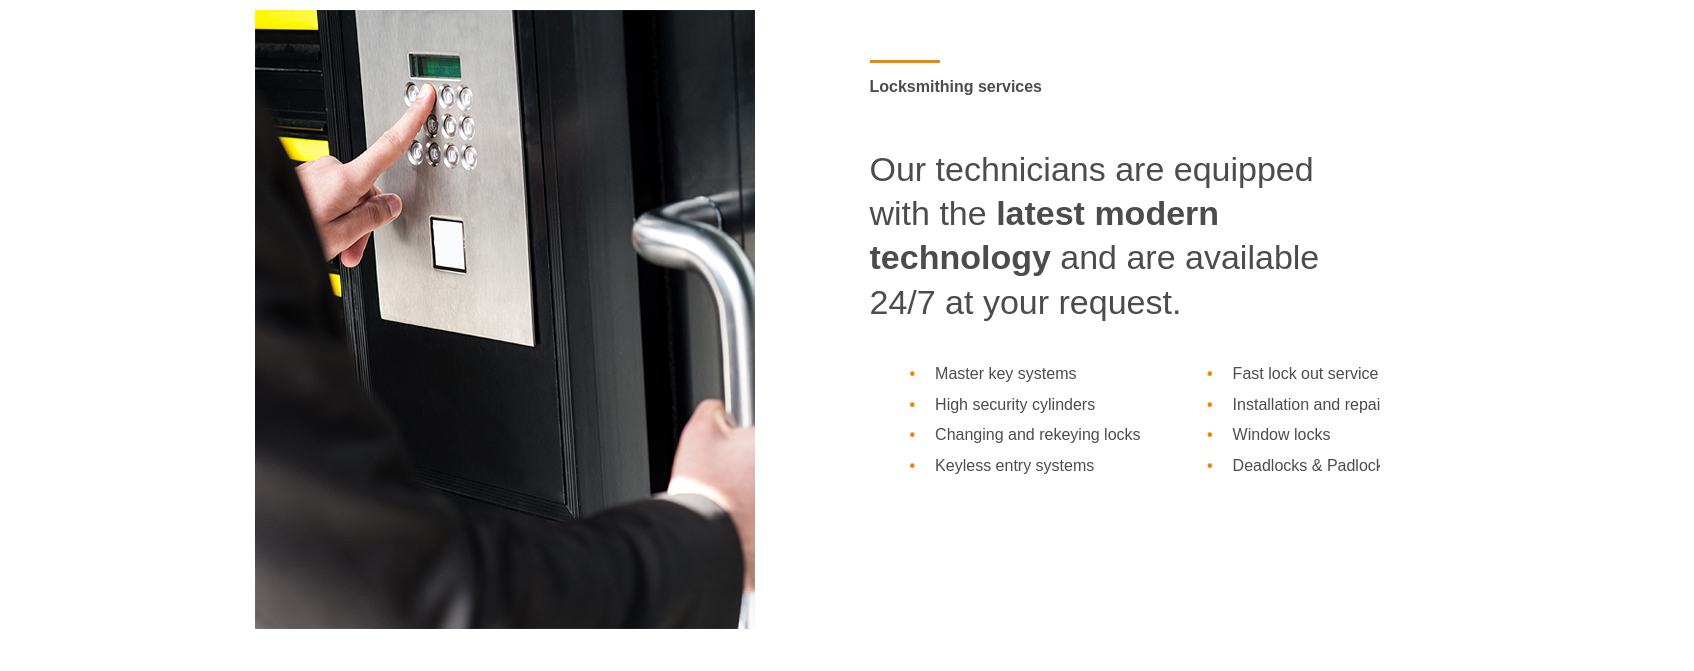 Locksmithing services
Our technicians are equipped
with the latest modern
technology and are available
24/7 at your request.
Master key systems
High security cylinders
Changing and rekeying locks
Keyless entry systems
Fast lock out service
Installation and repai
Window locks
Deadlocks & Padlock